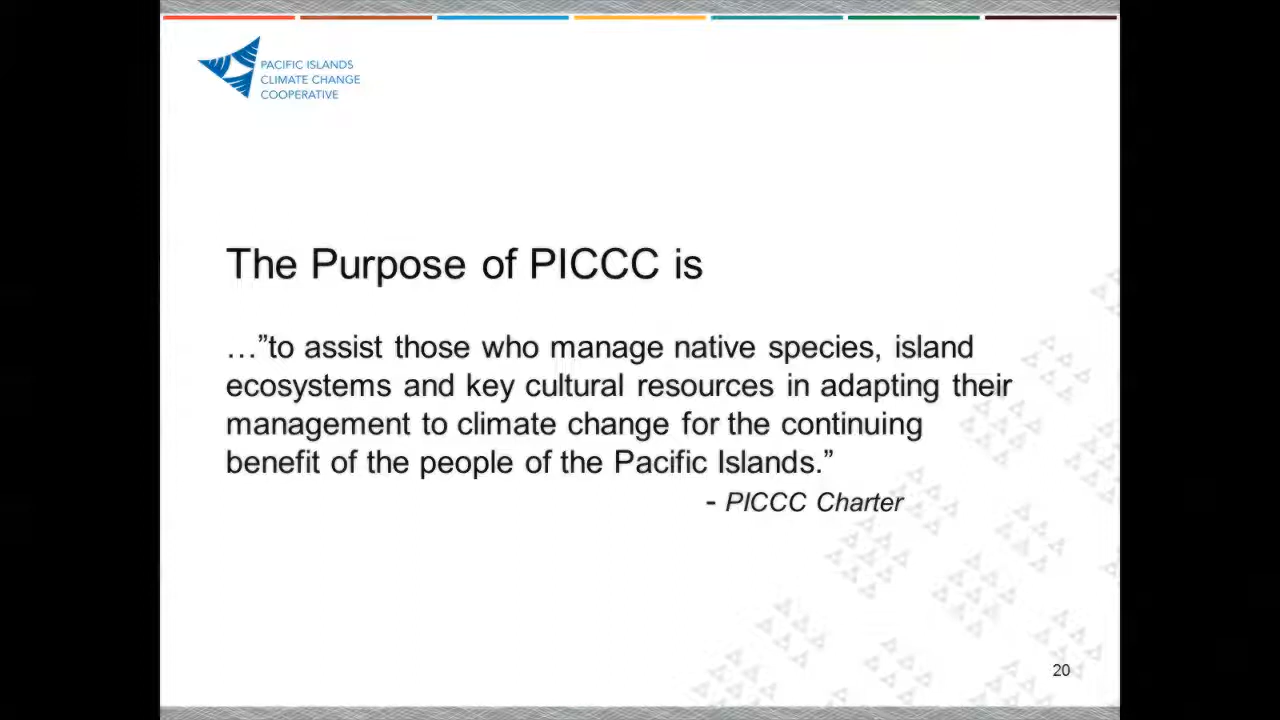 PACIFIC ISLANDS
CLIMATE CHANGE
COOPERATIVE
The Purpose of PICCC is
…”to assist those who manage native species, island
ecosystems and key cultural resources in adapting their
management to climate change for the continuing
benefit of the people of the Pacific Islands.”
- PICCC Charter
20